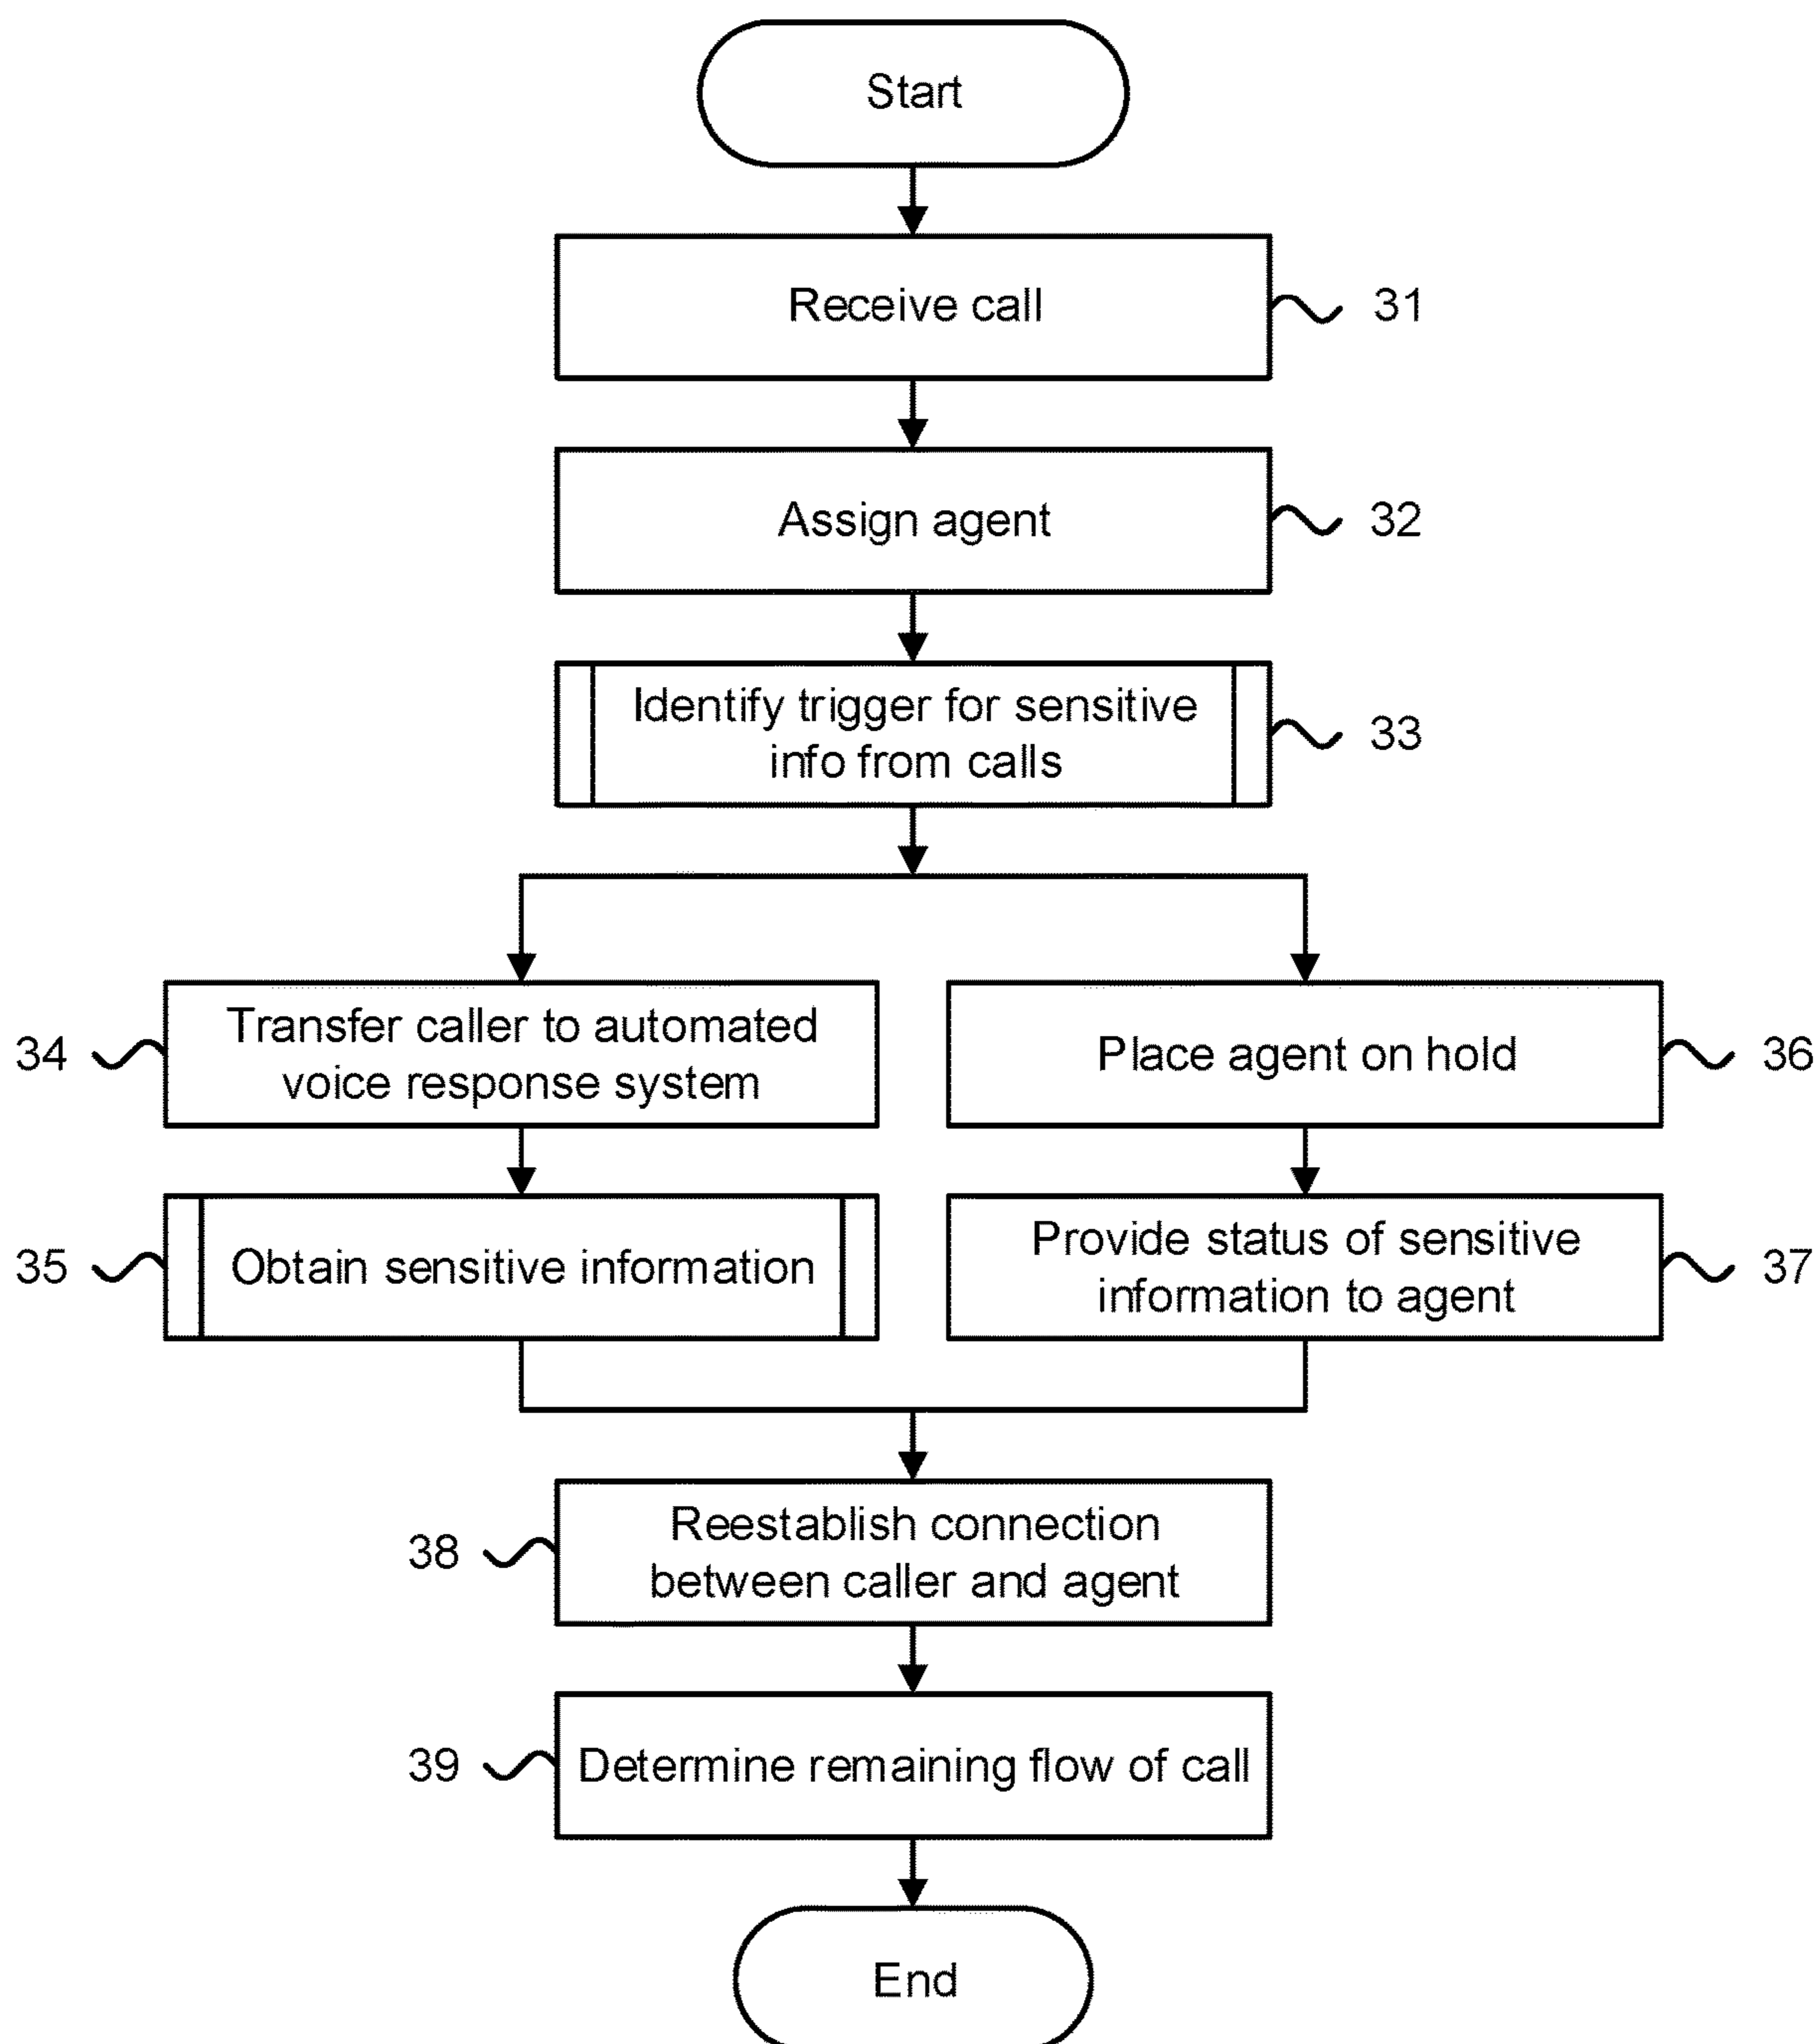 Start
Receive call
31
Assign agent
32
Identify trigger for sensitive
info from calls
33
34
Transfer caller to automated
voice response system
Place agent on hold
36
35
Obtain sensitive information
Provide status of sensitive
information to agent
37
38
Reestablish connection
between caller and agent
39
Determine remaining flow of call
End